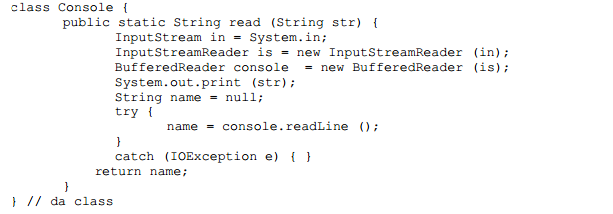 class Console {
public static String read (String str) {
InputStream in = System.in;
InputStreamReader is = new InputStreamReader (in);
BufferedReader console = new BufferedReader (is);
System.out.print (str);
String name = null;
try {
name = console.readLine ();
}
catch (IOException e) { }
return name;
}
} // da class